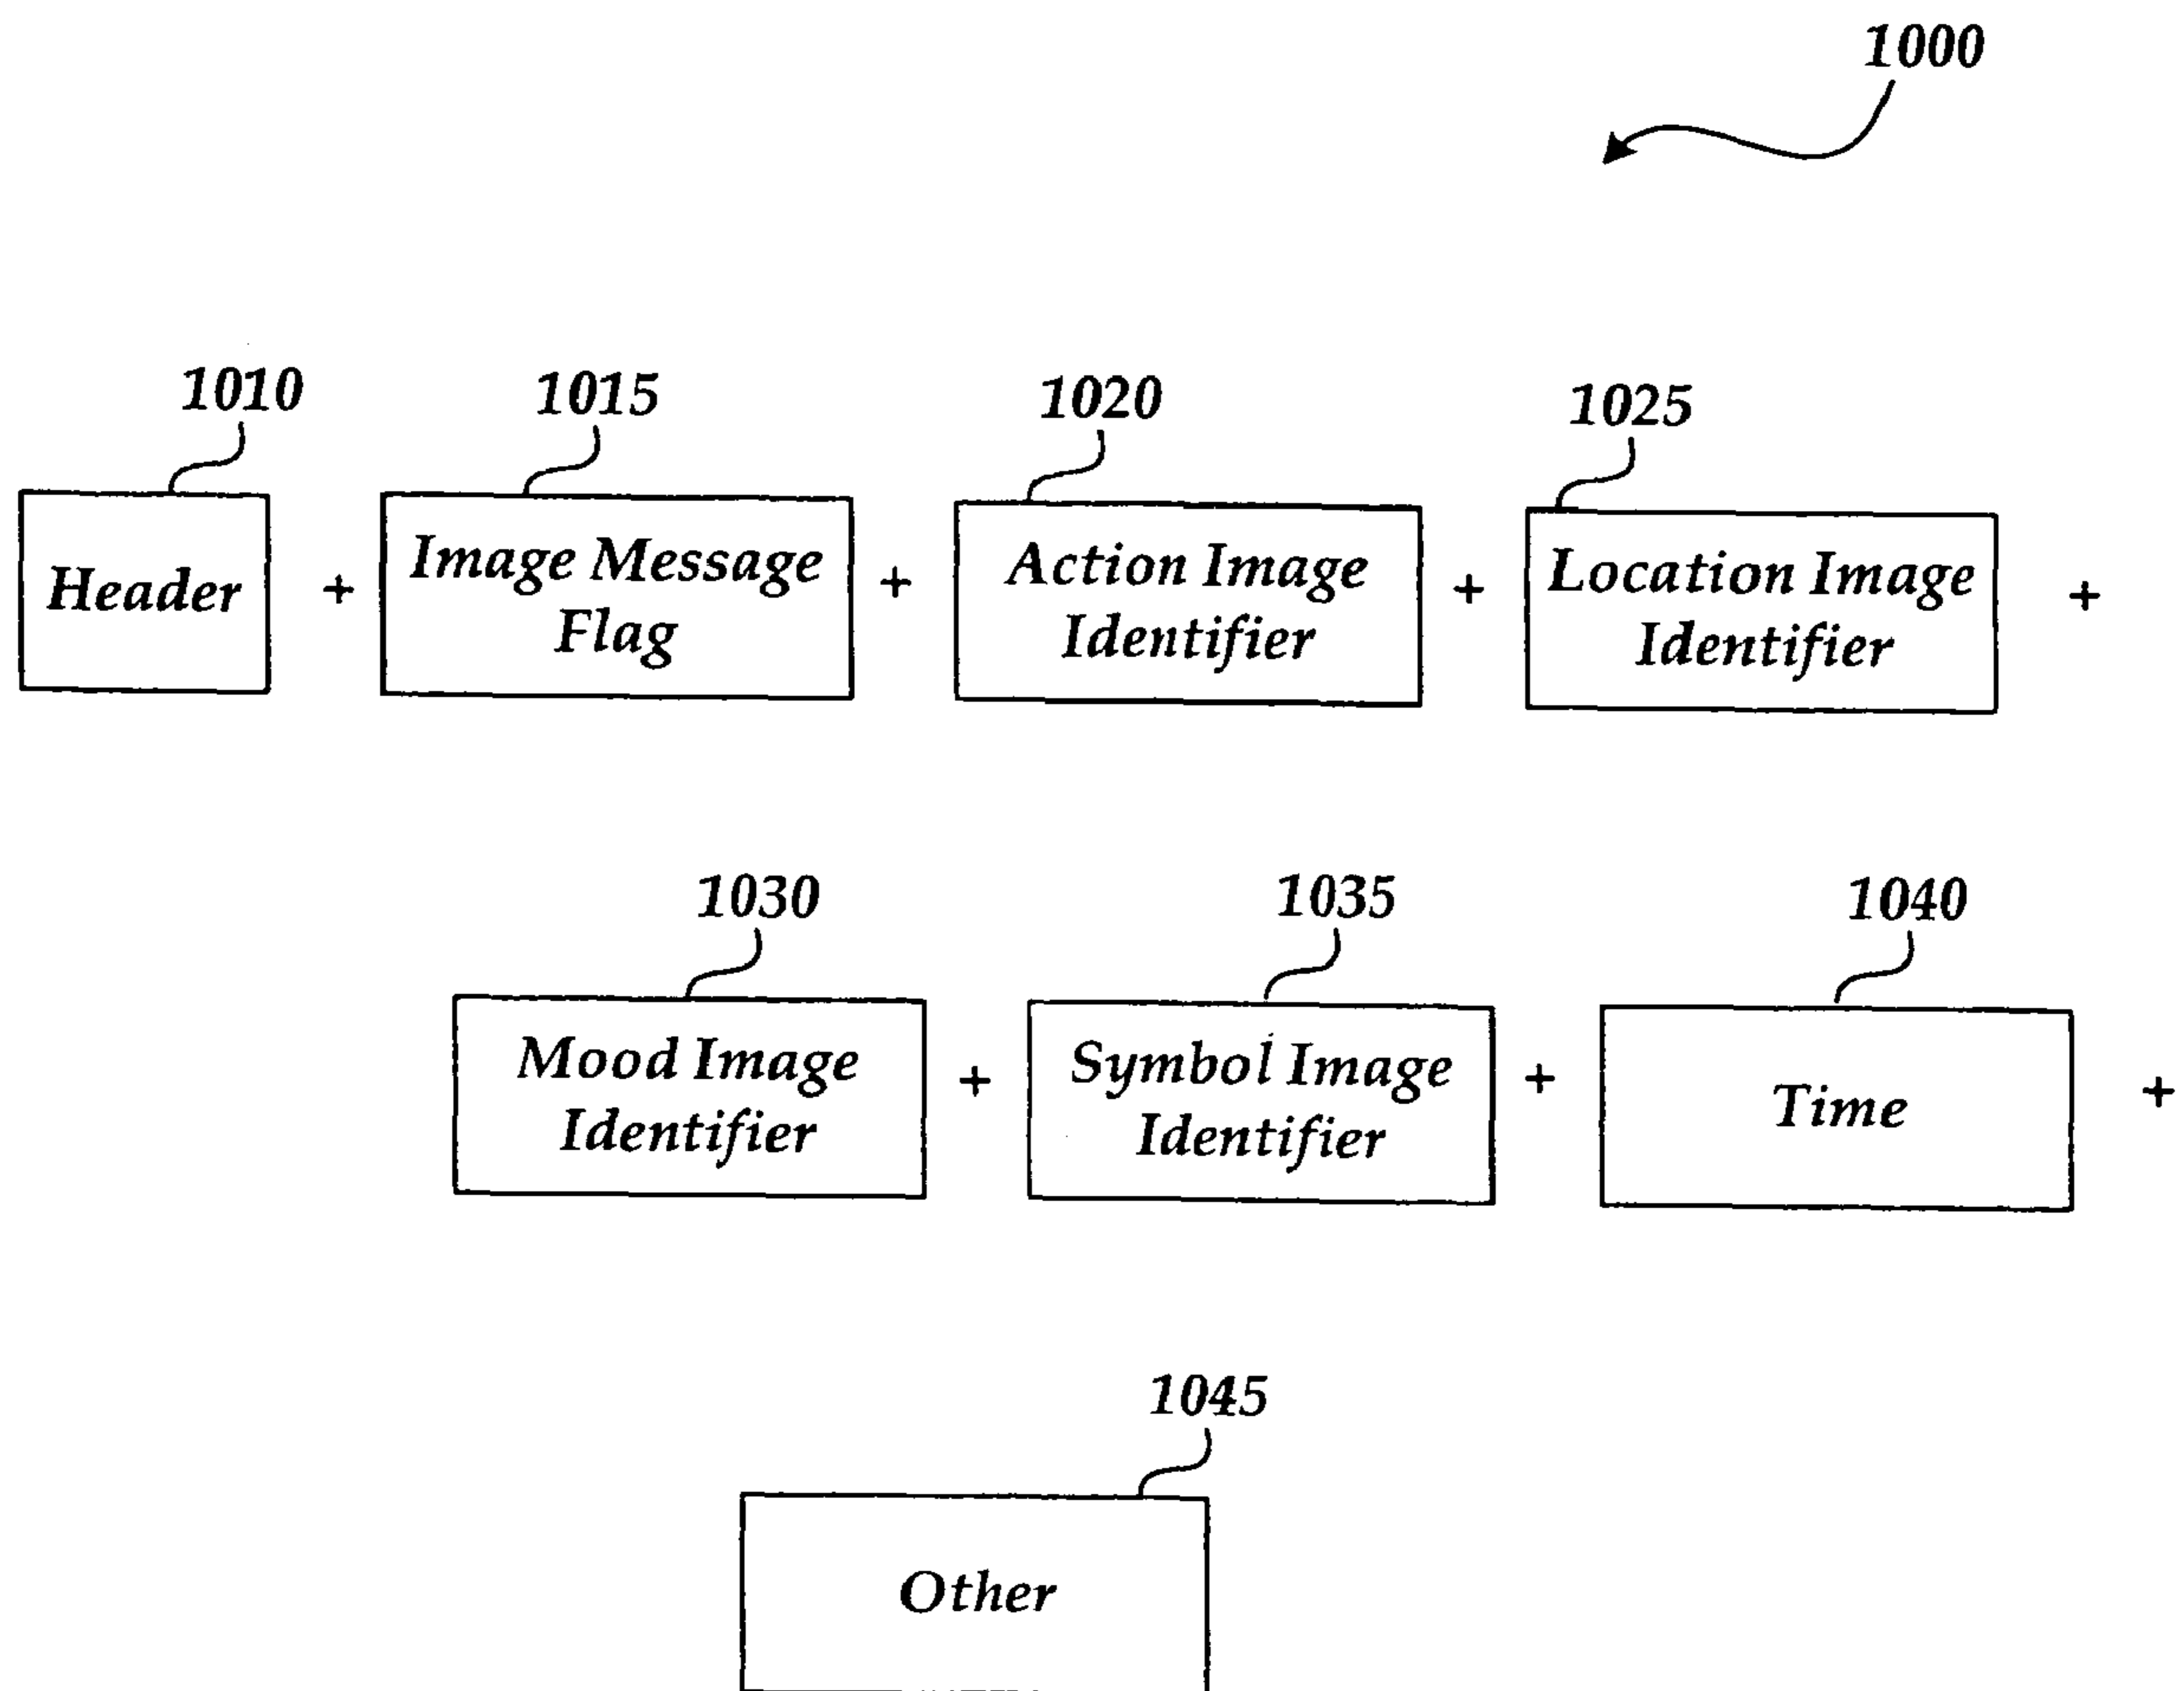 1000
1010 1015 1020 1025
Header + Image Message Flag + Action Image Identifier + Location Image Identifier +
1030 1035 1040
Mood Image Identifier + Symbol Image Identifier + Time +
1045
Other